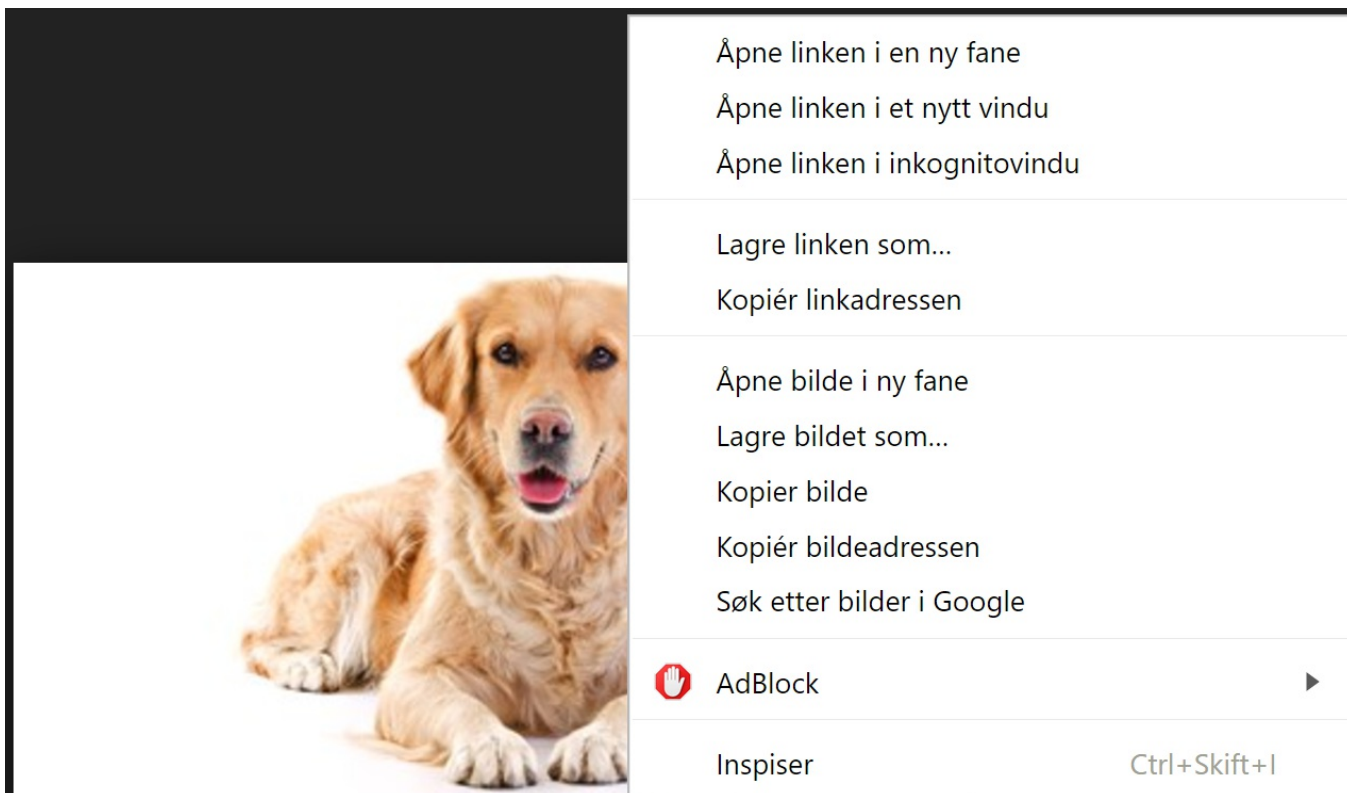 Åpne linken i en ny fane
Åpne linken i et nytt vindu
Åpne linken i inkognitovindu
Lagre linken som...
Kopiér linkadressen
Åpne bilde i ny fane
Lagre bildet som...
Kopier bilde
Kopiér bildeadressen
Søk etter bilder i Google
AdBlock
Inspiser Ctrl+Skift+I